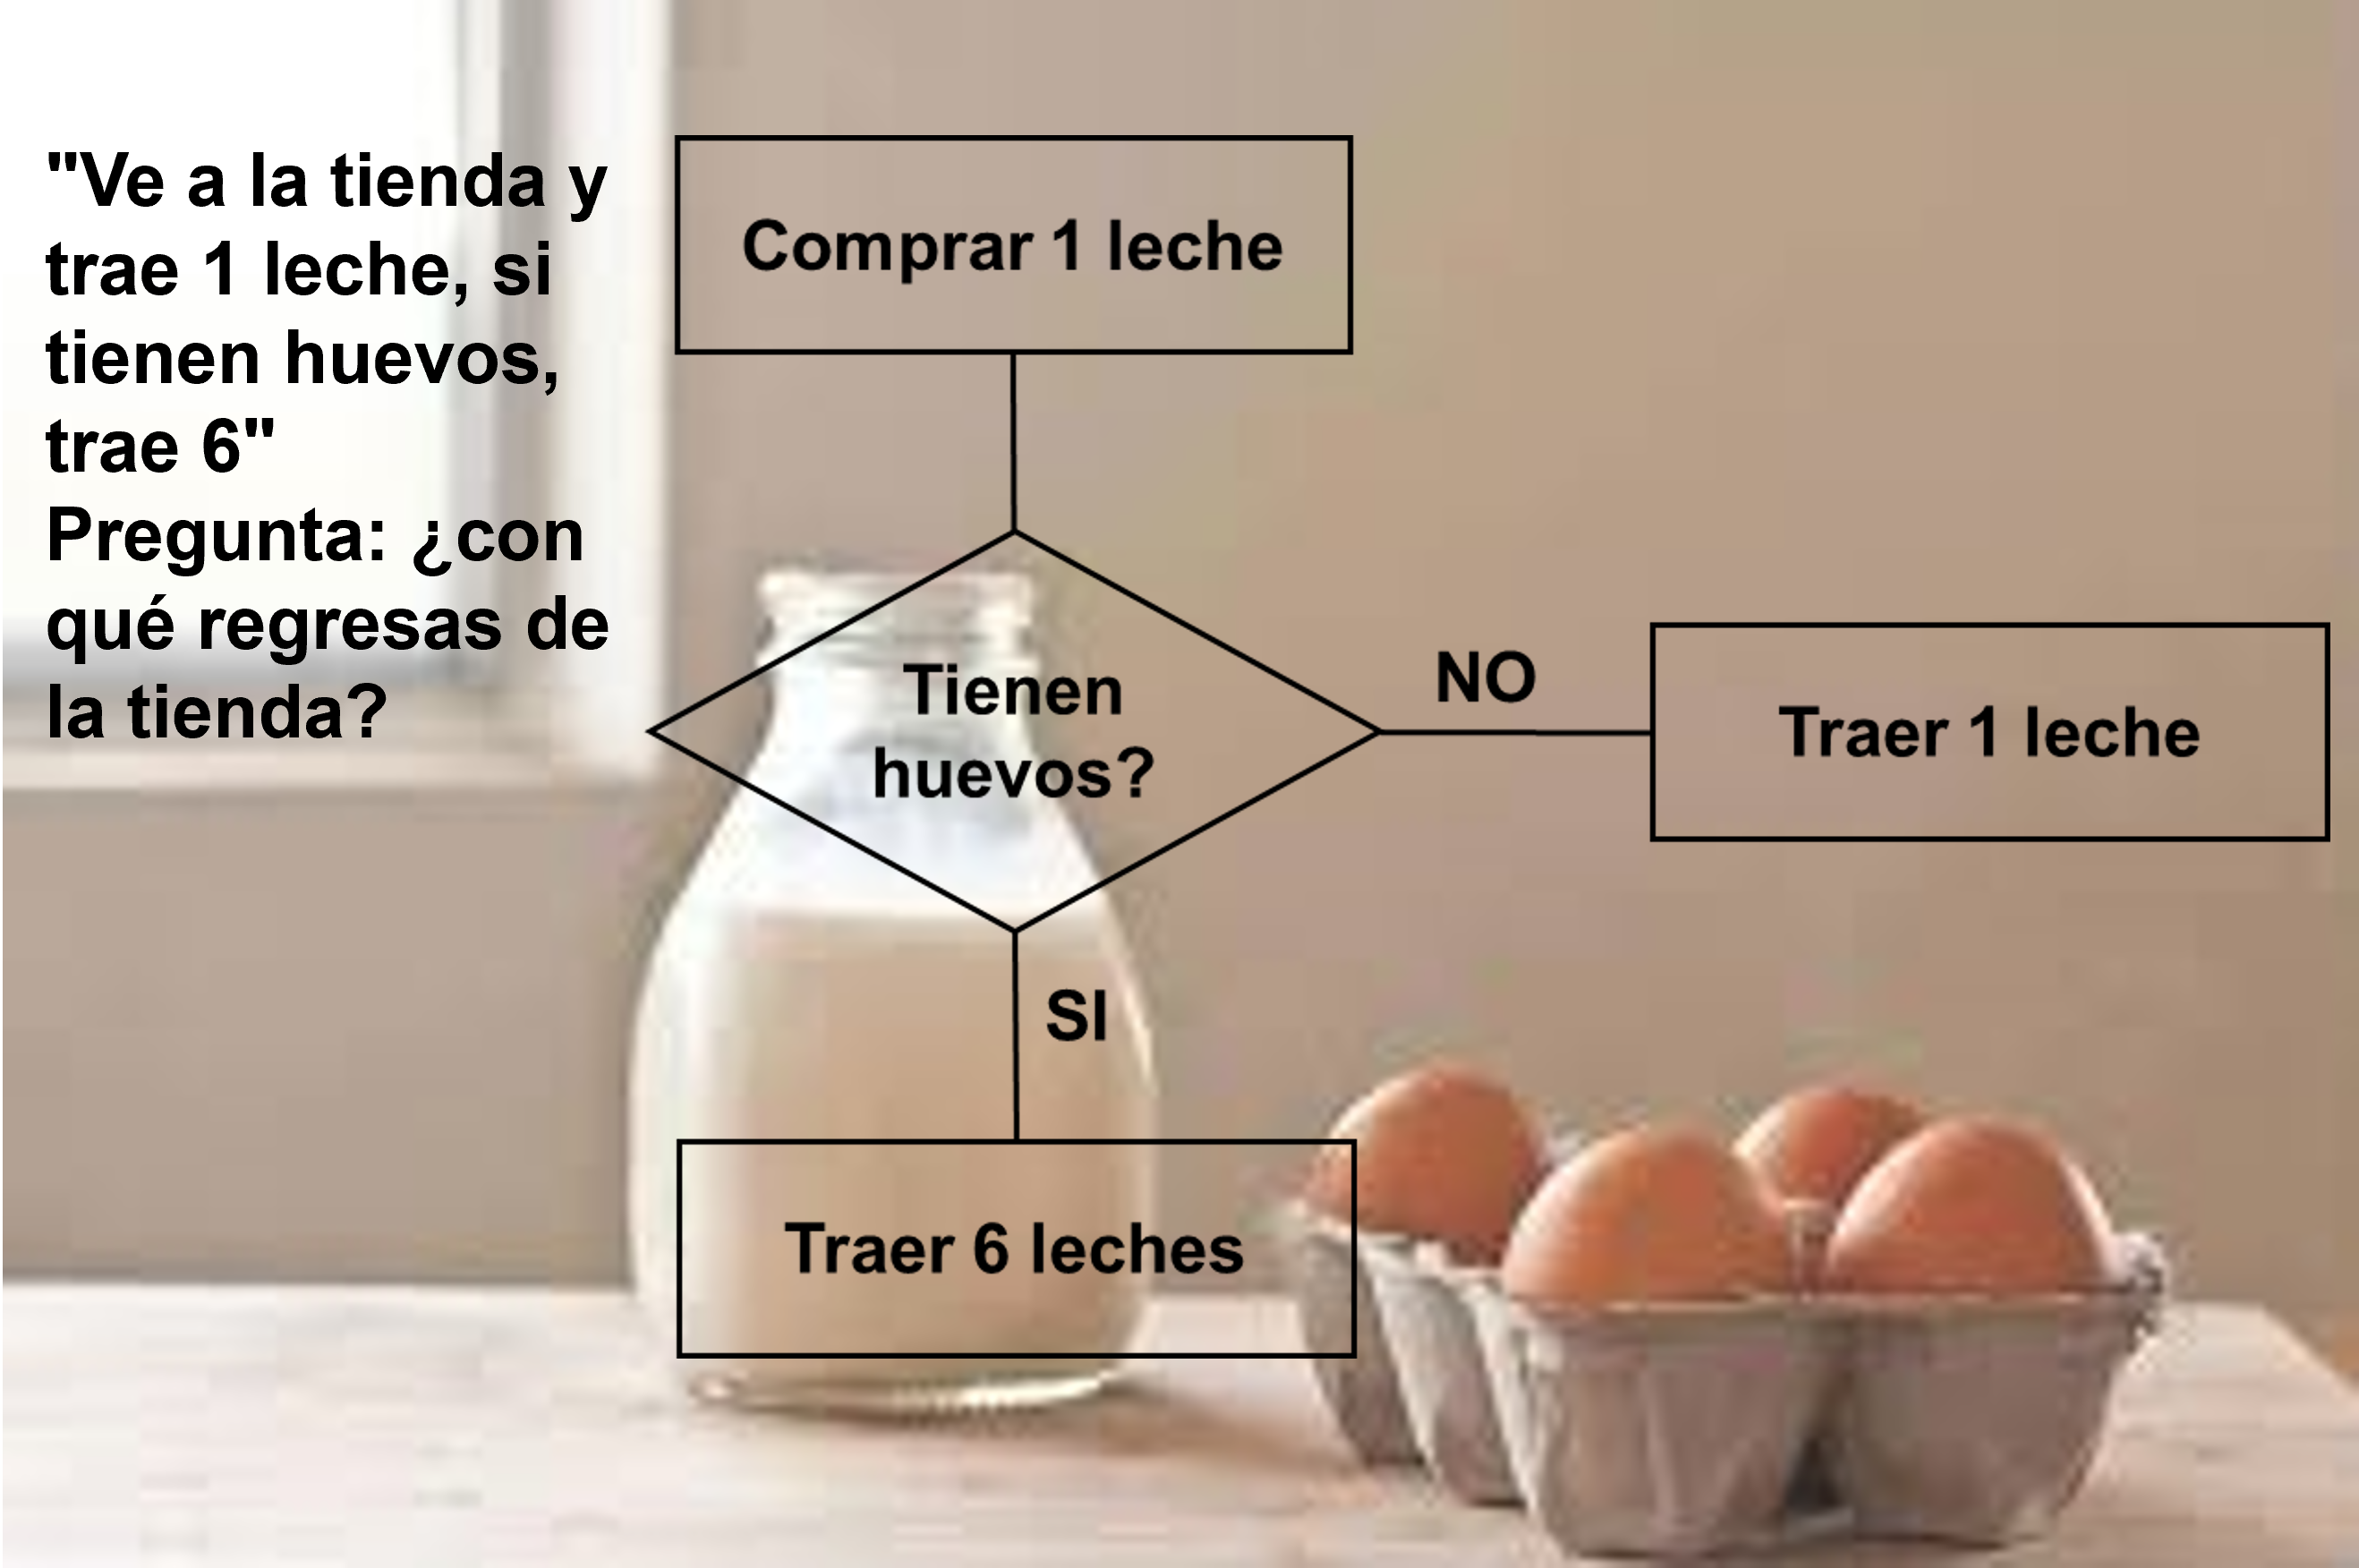 "Ve a la tienda y
trae 1 leche, si
tienen huevos,
trae 6"
Pregunta: ¿con
qué regresas de
la tienda?
Comprar 1 leche
Tienen
huevos?
NO
Traer 1 leche
SI
Traer 6 leches